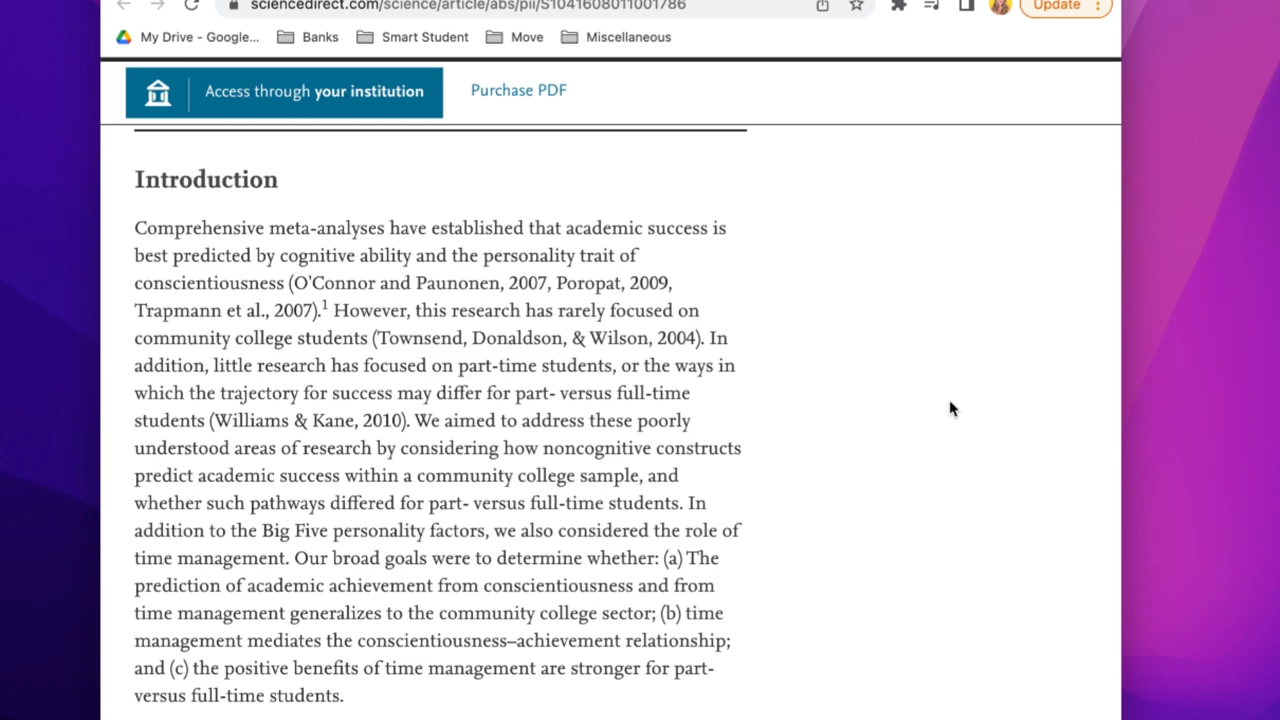 sciencedirect.com/science/article/abs/pii/S1041608011001786
Update
My Drive - Google...
Banks
Smart Student
Move
Miscellaneous
Access through your institution
Purchase PDF
Introduction
Comprehensive meta-analyses have established that academic success is
best predicted by cognitive ability and the personality trait of
conscientiousness (O'Connor and Paunonen, 2007, Poropat, 2009,
Trapmann et al., 2007).1 However, this research has rarely focused on
community college students (Townsend, Donaldson, & Wilson, 2004). In
addition, little research has focused on part-time students, or the ways in
which the trajectory for success may differ for part- versus full-time
students (Williams & Kane, 2010). We aimed to address these poorly
understood areas of research by considering how noncognitive constructs
predict academic success within a community college sample, and
whether such pathways differed for part- versus full-time students. In
addition to the Big Five personality factors, we also considered the role of
time management. Our broad goals were to determine whether: (a) The
prediction of academic achievement from conscientiousness and from
time management generalizes to the community college sector; (b) time
management mediates the conscientiousness–achievement relationship;
and (c) the positive benefits of time management are stronger for part-
versus full-time students.